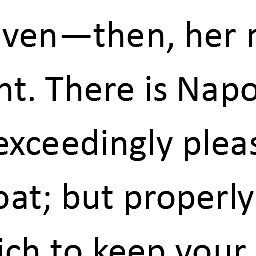 ven—then, her
nt. There is Napo
exceedingly pleas
oat; but properly
ich to keep your